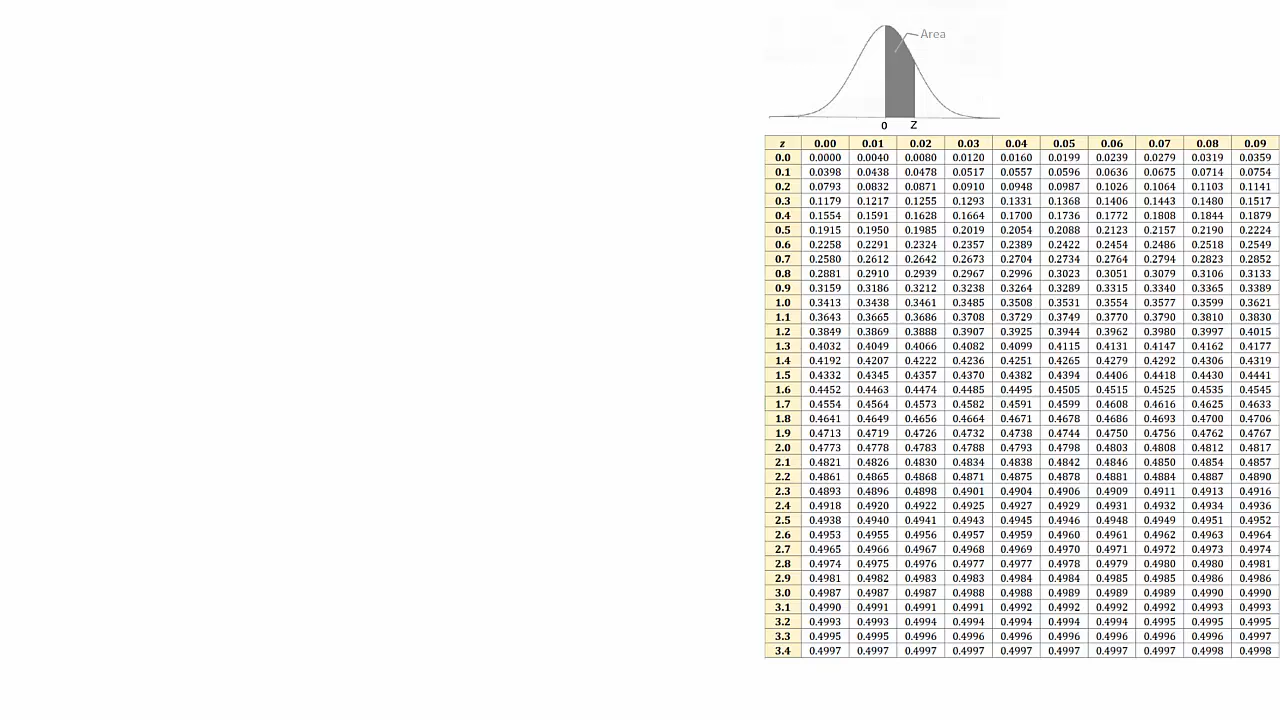 Area
0 Z
z 0.00 0.01 0.02 0.03 0.04 0.05 0.06 0.07 0.08 0.09
0.0 0.0000 0.0040 0.0080 0.0120 0.0160 0.0199 0.0239 0.0279 0.0319 0.0359
0.1 0.0398 0.0438 0.0478 0.0517 0.0557 0.0596 0.0636 0.0675 0.0714 0.0754
0.2 0.0793 0.0832 0.0871 0.0910 0.0948 0.0987 0.1026 0.1064 0.1103 0.1141
0.3 0.1179 0.1217 0.1255 0.1293 0.1331 0.1368 0.1406 0.1443 0.1480 0.1517
0.4 0.1554 0.1591 0.1628 0.1664 0.1700 0.1736 0.1772 0.1808 0.1844 0.1879
0.5 0.1915 0.1950 0.1985 0.2019 0.2054 0.2088 0.2123 0.2157 0.2190 0.2224
0.6 0.2258 0.2291 0.2324 0.2357 0.2389 0.2422 0.2454 0.2486 0.2518 0.2549
0.7 0.2580 0.2612 0.2642 0.2673 0.2704 0.2734 0.2764 0.2794 0.2823 0.2852
0.8 0.2881 0.2910 0.2939 0.2967 0.2996 0.3023 0.3051 0.3079 0.3106 0.3133
0.9 0.3159 0.3186 0.3212 0.3238 0.3264 0.3289 0.3315 0.3340 0.3365 0.3389
1.0 0.3413 0.3438 0.3461 0.3485 0.3508 0.3531 0.3554 0.3577 0.3599 0.3621
1.1 0.3643 0.3665 0.3686 0.3708 0.3729 0.3749 0.3770 0.3790 0.3810 0.3830
1.2 0.3849 0.3869 0.3888 0.3907 0.3925 0.3944 0.3962 0.3980 0.3997 0.4015
1.3 0.4032 0.4049 0.4066 0.4082 0.4099 0.4115 0.4131 0.4147 0.4162 0.4177
1.4 0.4192 0.4207 0.4222 0.4236 0.4251 0.4265 0.4279 0.4292 0.4306 0.4319
1.5 0.4332 0.4345 0.4357 0.4370 0.4382 0.4394 0.4406 0.4418 0.4430 0.4441
1.6 0.4452 0.4463 0.4474 0.4485 0.4495 0.4505 0.4515 0.4525 0.4535 0.4545
1.7 0.4554 0.4564 0.4573 0.4582 0.4591 0.4599 0.4608 0.4616 0.4625 0.4633
1.8 0.4641 0.4649 0.4656 0.4664 0.4671 0.4678 0.4686 0.4693 0.4700 0.4706
1.9 0.4713 0.4719 0.4726 0.4732 0.4738 0.4744 0.4750 0.4756 0.4762 0.4767
2.0 0.4773 0.4778 0.4783 0.4788 0.4793 0.4798 0.4803 0.4808 0.4812 0.4817
2.1 0.4821 0.4826 0.4830 0.4834 0.4838 0.4842 0.4846 0.4850 0.4854 0.4857
2.2 0.4861 0.4865 0.4868 0.4871 0.4875 0.4878 0.4881 0.4884 0.4887 0.4890
2.3 0.4893 0.4896 0.4898 0.4901 0.4904 0.4906 0.4909 0.4911 0.4913 0.4916
2.4 0.4918 0.4920 0.4922 0.4925 0.4927 0.4929 0.4931 0.4932 0.4934 0.4936
2.5 0.4938 0.4940 0.4941 0.4943 0.4945 0.4946 0.4948 0.4949 0.4951 0.4952
2.6 0.4953 0.4955 0.4956 0.4957 0.4959 0.4960 0.4961 0.4962 0.4963 0.4964
2.7 0.4965 0.4966 0.4967 0.4968 0.4969 0.4970 0.4971 0.4972 0.4973 0.4974
2.8 0.4974 0.4975 0.4976 0.4977 0.4977 0.4978 0.4979 0.4980 0.4980 0.4981
2.9 0.4981 0.4982 0.4983 0.4983 0.4984 0.4984 0.4985 0.4985 0.4986 0.4986
3.0 0.4987 0.4987 0.4987 0.4988 0.4988 0.4989 0.4989 0.4989 0.4990 0.4990
3.1 0.4990 0.4991 0.4991 0.4991 0.4992 0.4992 0.4992 0.4992 0.4993 0.4993
3.2 0.4993 0.4993 0.4994 0.4994 0.4994 0.4994 0.4994 0.4995 0.4995 0.4995
3.3 0.4995 0.4995 0.4996 0.4996 0.4996 0.4996 0.4996 0.4996 0.4996 0.4997
3.4 0.4997 0.4997 0.4997 0.4997 0.4997 0.4997 0.4997 0.4997 0.4998 0.4998